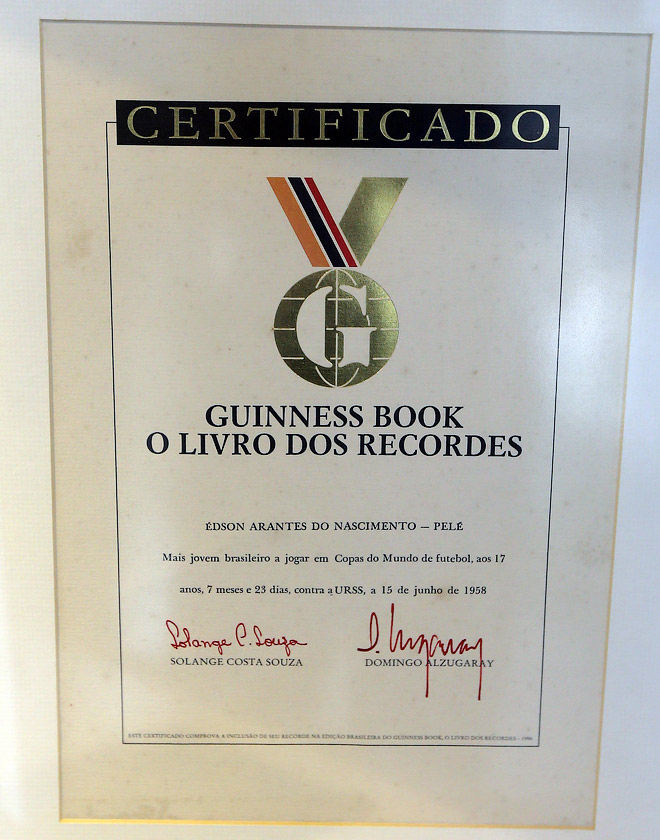 CERTIFICADO
G
GUINNESS BOOK
O LIVRO DOS RECORDES
ÉDSON ARANTES DO NASCIMENTO — PELÉ
Mais jovem brasileiro a jogar em Copas do Mundo de futebol, aos 17
anos, 7 meses e 23 dias, contra a URSS, a 15 de junho de 1958
Solange C. Souza
SOLANGE COSTA SOUZA
D. Alzugaray
DOMINGO ALZUGARAY
ESTE CERTIFICADO COMPROVA A INCLUSÃO DE SEU RECORDE NA EDIÇÃO BRASILEIRA DO GUINNESS BOOK, O LIVRO DOS RECORDES -